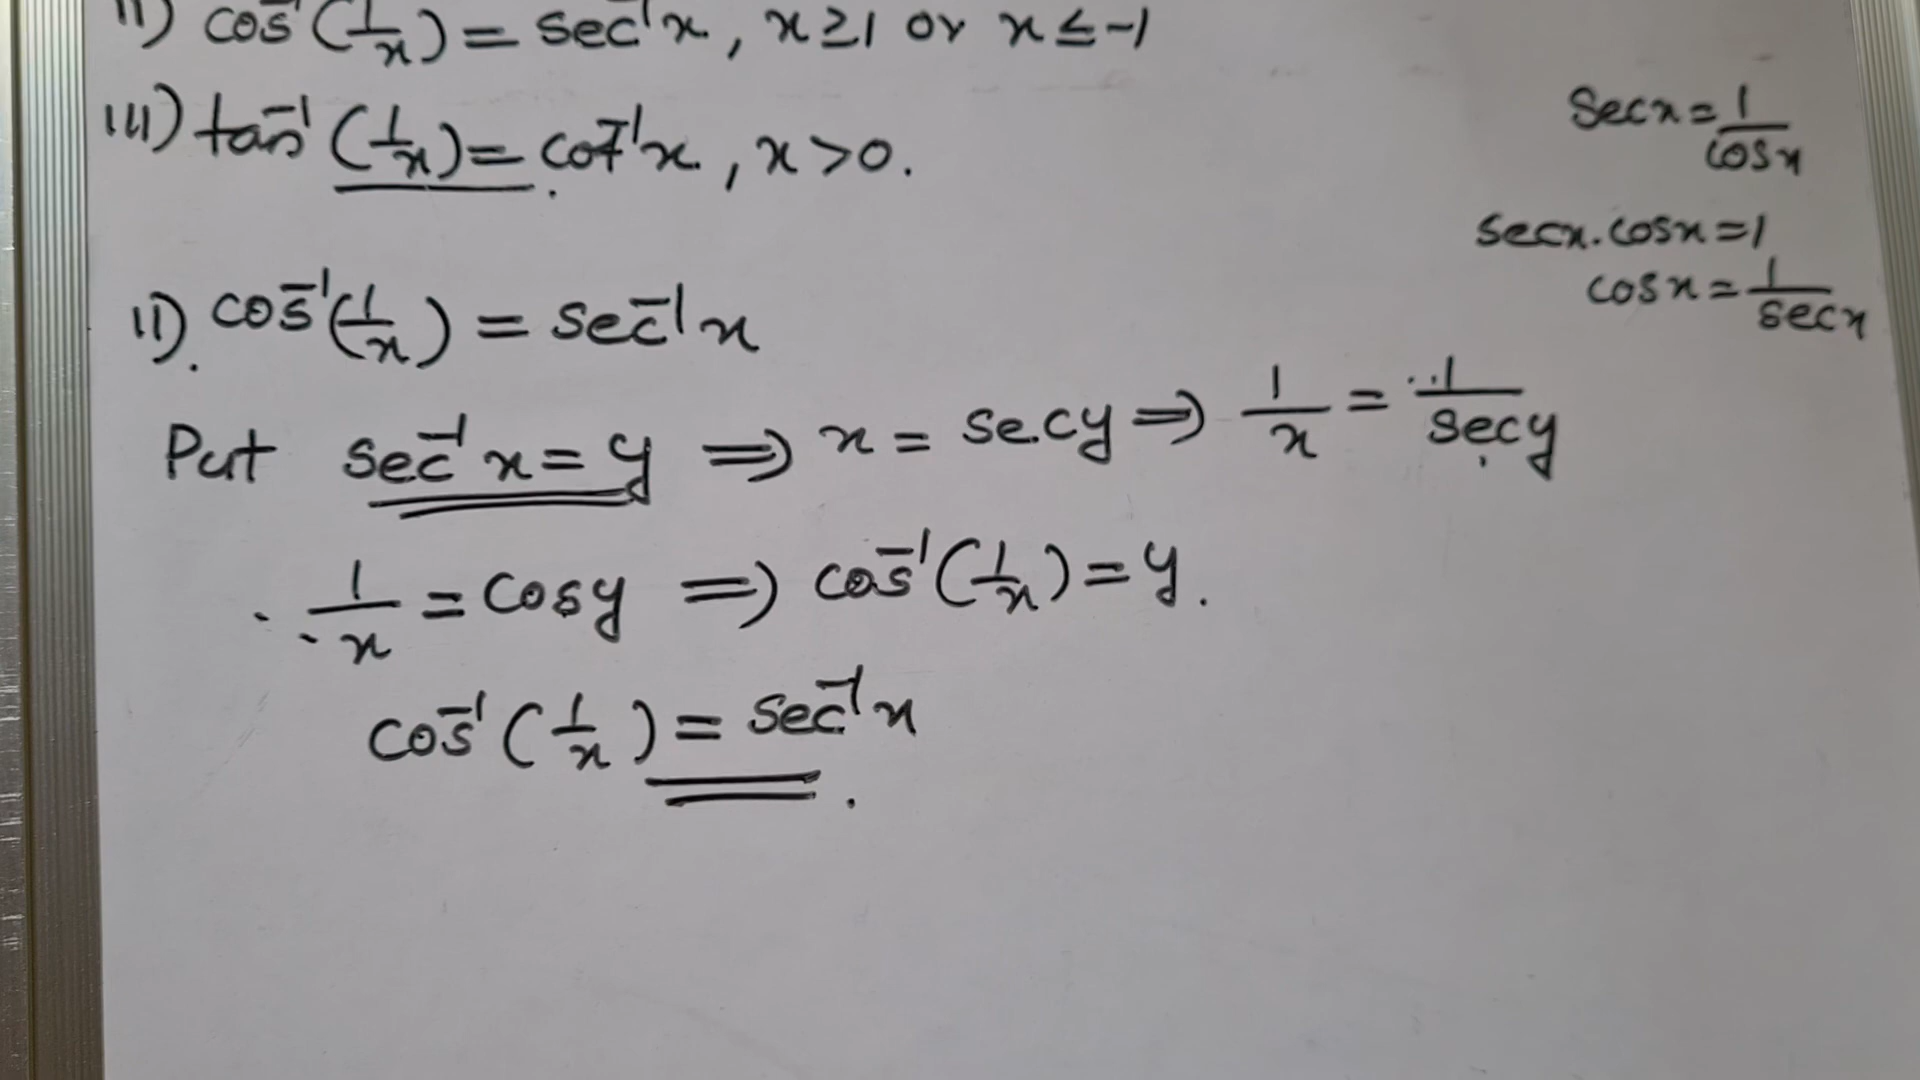 ii) cos⁻¹(1/x) = sec⁻¹x, x≥1 or x≤-1
iii) tan⁻¹(1/x) = cot⁻¹x, x>0.
secx = 1/cosx
secx.cosx=1
cosx = 1/secx
ii). cos⁻¹(1/x) = sec⁻¹x
Put sec⁻¹x = y ⇒ x = secy ⇒ 1/x = 1/secy
1/x = cosy ⇒ cos⁻¹(1/x) = y.
cos⁻¹(1/x) = sec⁻¹x.